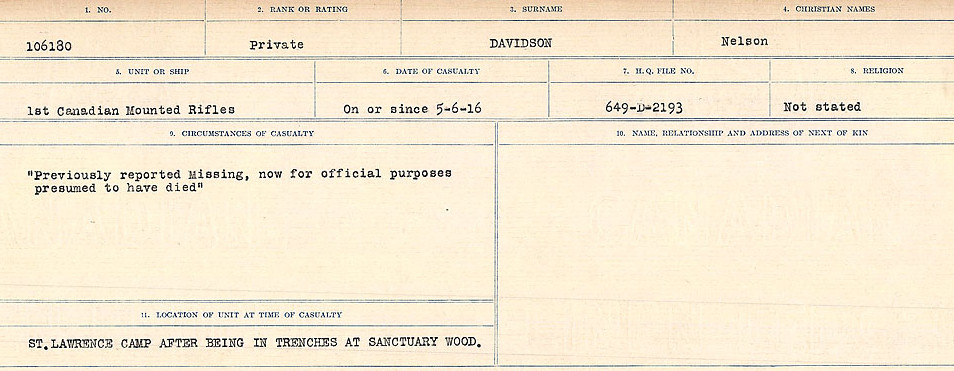 1. NO. 2. RANK OR RATING 3. SURNAME 4. CHRISTIAN NAMES
106180 Private DAVIDSON Nelson
5. UNIT OR SHIP 6. DATE OF CASUALTY 7. H.Q. FILE NO. 8. RELIGION
1st Canadian Mounted Rifles On or since 5-6-16 649-D-2193 Not stated
9. CIRCUMSTANCES OF CASUALTY 10. NAME, RELATIONSHIP AND ADDRESS OF NEXT OF KIN
"Previously reported Missing, now for official purposes
presumed to have died"
11. LOCATION OF UNIT AT TIME OF CASUALTY
ST.LAWRENCE CAMP AFTER BEING IN TRENCHES AT SANCTUARY WOOD.